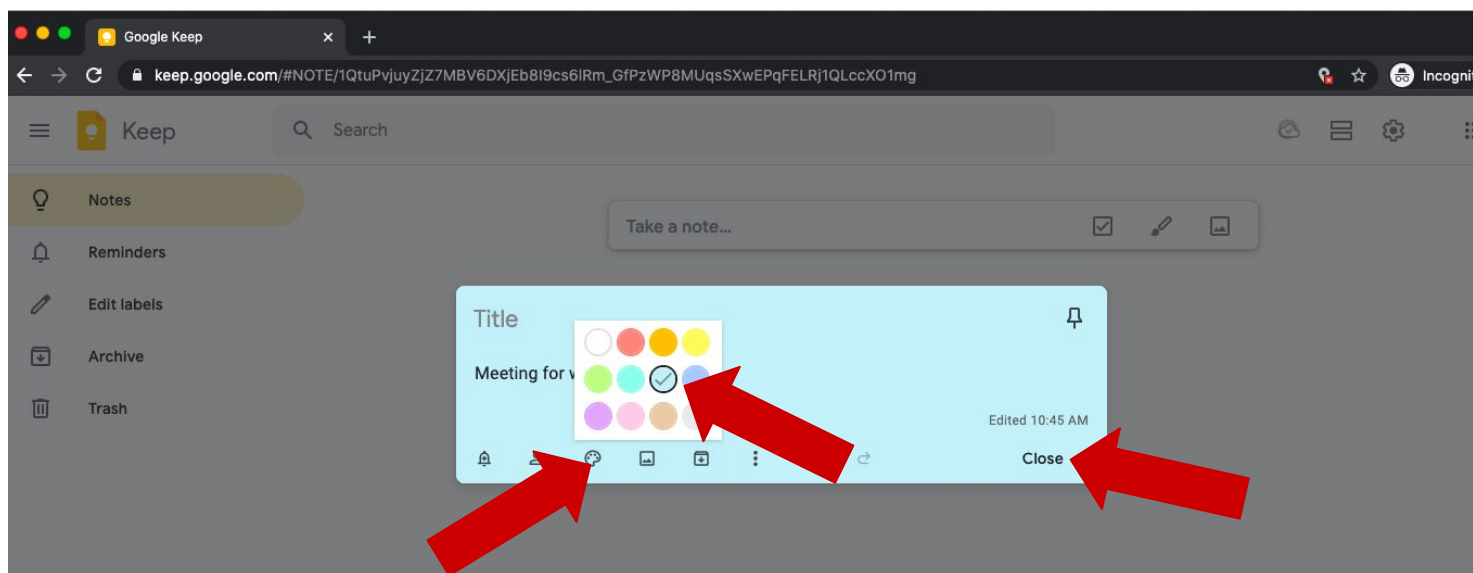 Google Keep
keep.google.com/#NOTE/1QtuPvjuyZjZ7MBV6DXjEb8I9cs6lRm_GfPzWP8MUqsSXwEPqFELRj1QLccXO1mg
Incogni
Keep
Search
Notes
Take a note...
Reminders
Edit labels
Title
Archive
Meeting for
Trash
Edited 10:45 AM
Close